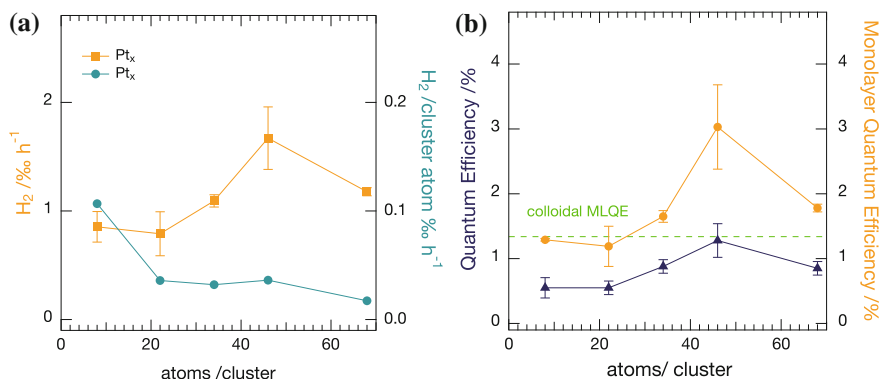 (a)
Pt_x
Pt_x
H₂ /‰ h⁻¹
2
1
0
H₂ /cluster atom ‰ h⁻¹
0.2
0.1
0.0
0 20 40 60
atoms /cluster
(b)
Quantum Efficiency /%
4
3
2
1
0
colloidal MLQE
Monolayer Quantum Efficiency/%
4
3
2
1
0
0 20 40 60
atoms/ cluster